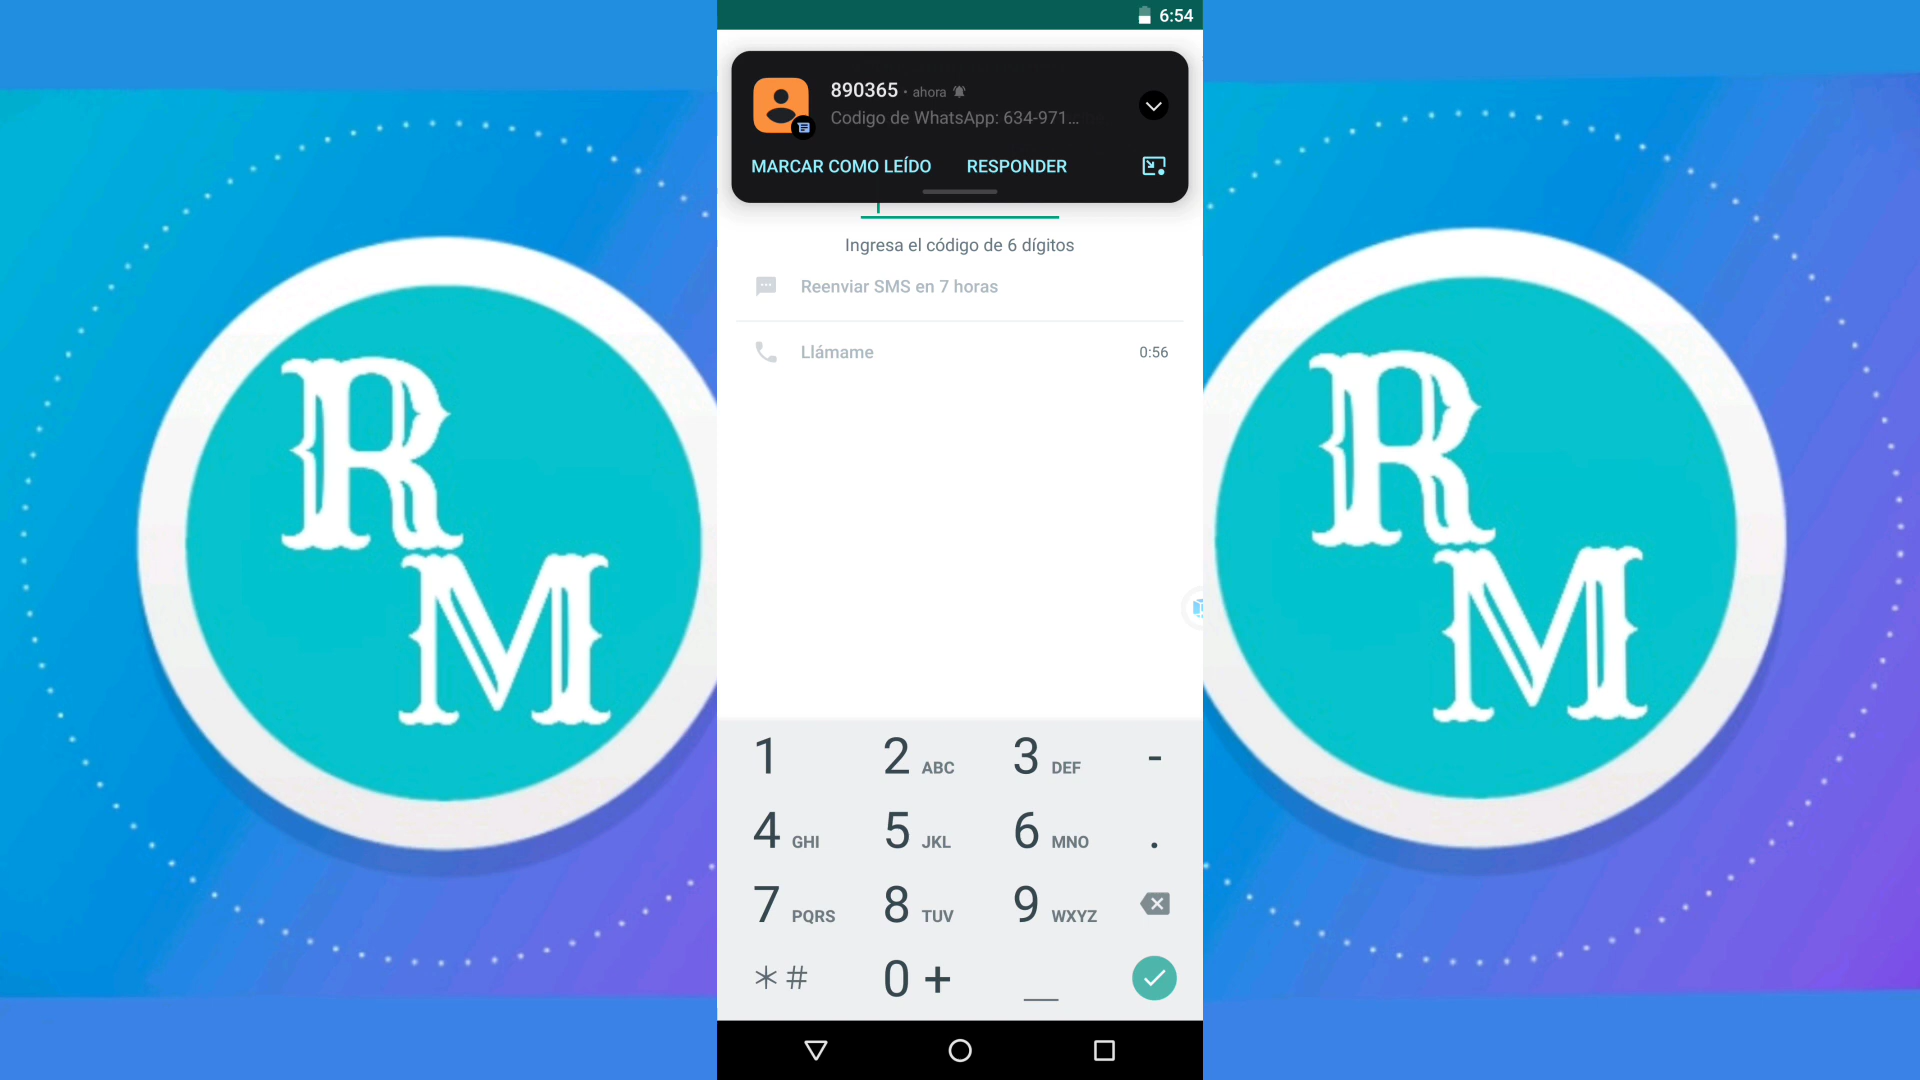 6:54
890365 · ahora
Codigo de WhatsApp: 634-971...
MARCAR COMO LEÍDO RESPONDER
Ingresa el código de 6 dígitos
Reenviar SMS en 7 horas
Llámame 0:56
R
M
R
M
1 2 ABC 3 DEF -
4 GHI 5 JKL 6 MNO .
7 PQRS 8 TUV 9 WXYZ
*# 0 + _